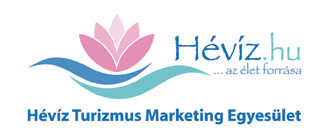 Hévíz.hu
... az élet forrása
Hévíz Turizmus Marketing Egyesület